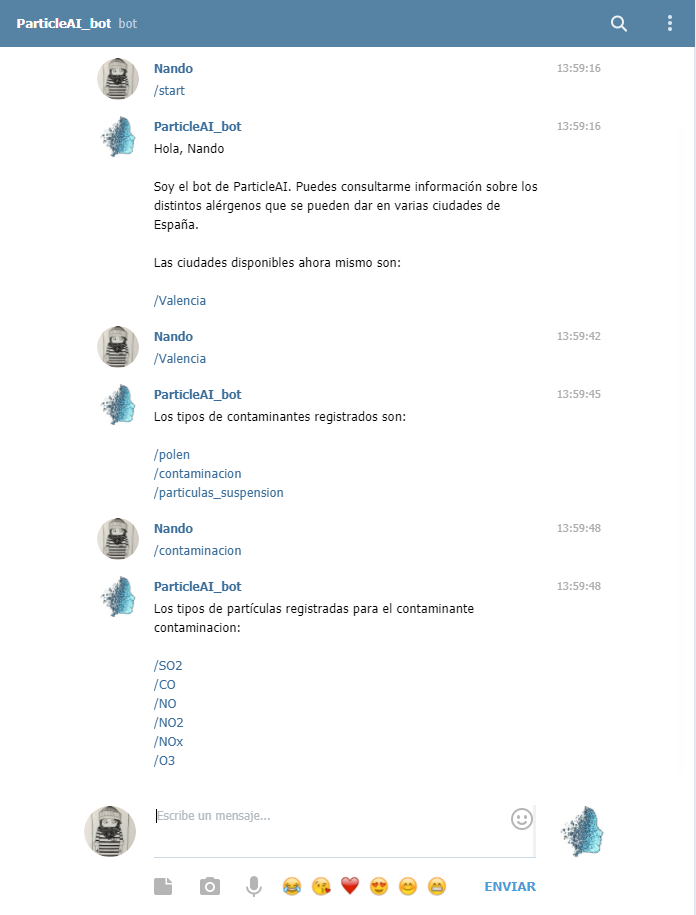 ParticleAI_bot bot
Nando 13:59:16
/start
ParticleAI_bot 13:59:16
Hola, Nando
Soy el bot de ParticleAI. Puedes consultarme información sobre los
distintos alérgenos que se pueden dar en varias ciudades de
España.
Las ciudades disponibles ahora mismo son:
/Valencia
Nando 13:59:42
/Valencia
ParticleAI_bot 13:59:45
Los tipos de contaminantes registrados son:
/polen
/contaminacion
/particulas_suspension
Nando 13:59:48
/contaminacion
ParticleAI_bot 13:59:48
Los tipos de partículas registradas para el contaminante
contaminacion:
/SO2
/CO
/NO
/NO2
/NOx
/O3
Escribe un mensaje...
ENVIAR